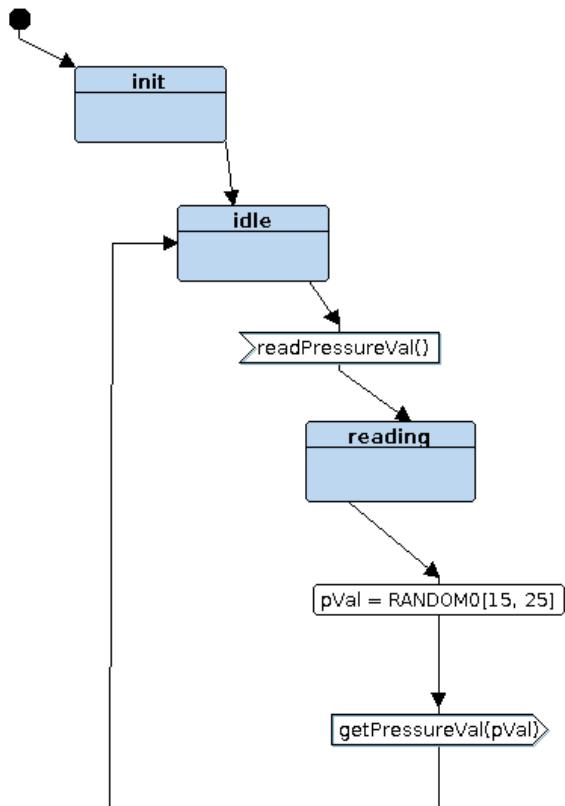 init
idle
readPressureVal()
reading
pVal = RANDOM0[15, 25]
getPressureVal(pVal)